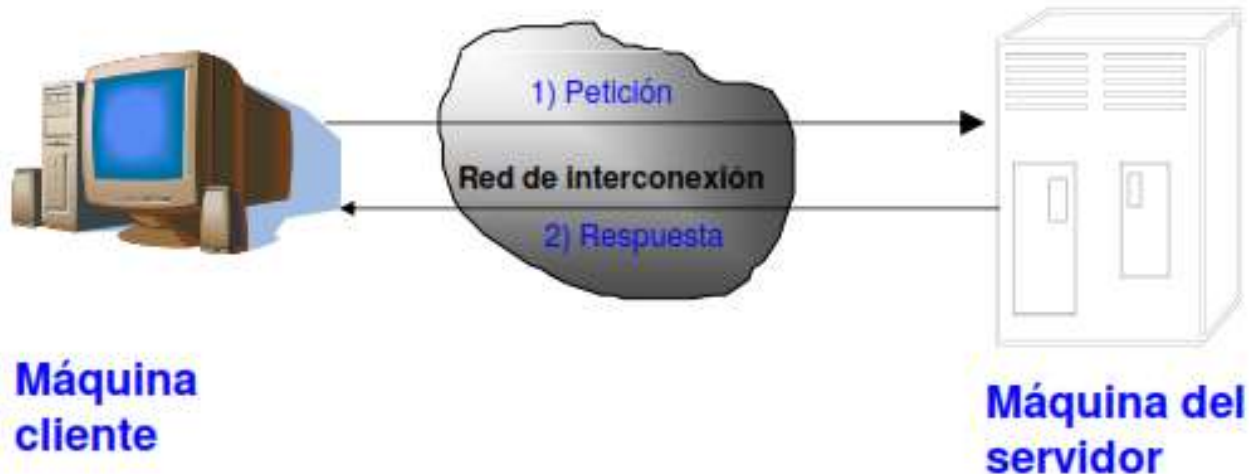 1) Petición
Red de interconexión
2) Respuesta
Máquina
cliente
Máquina del
servidor